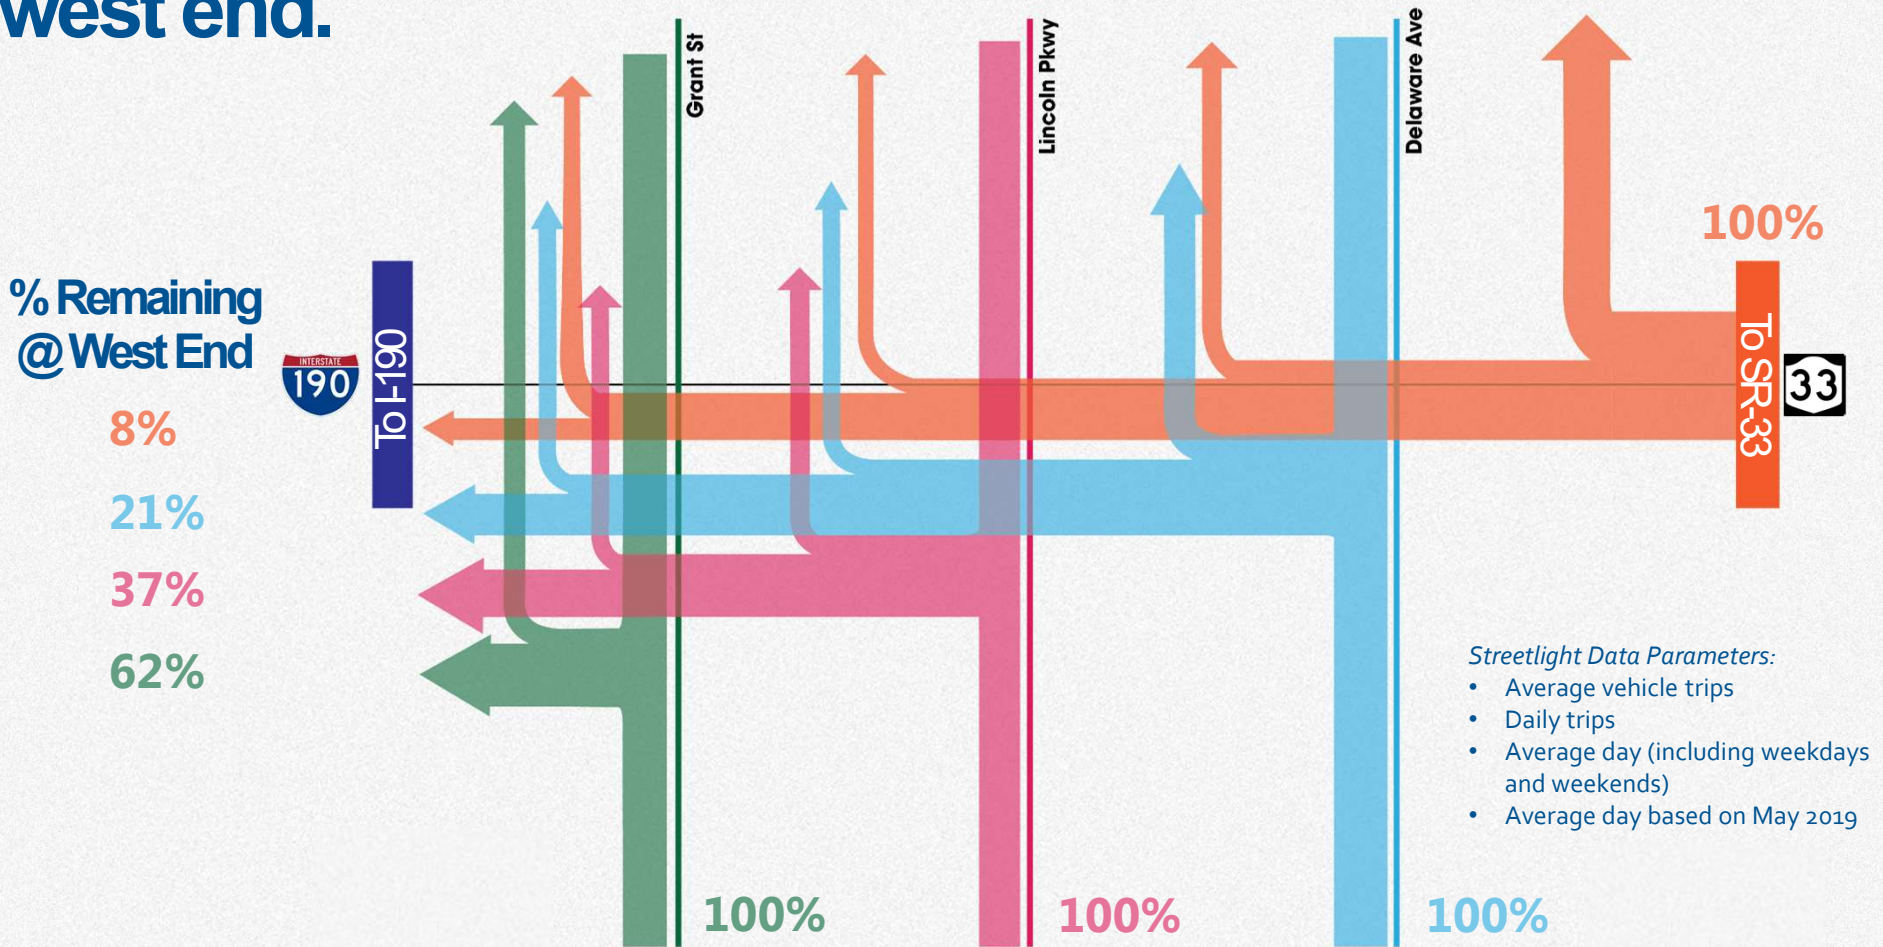 west end.
Grant St
Lincoln Pkwy
Delaware Ave
100%
% Remaining
@ West End
INTERSTATE
190
To I-190
To SR-33
33
8%
21%
37%
62%
Streetlight Data Parameters:
• Average vehicle trips
• Daily trips
• Average day (including weekdays
and weekends)
• Average day based on May 2019
100%
100%
100%